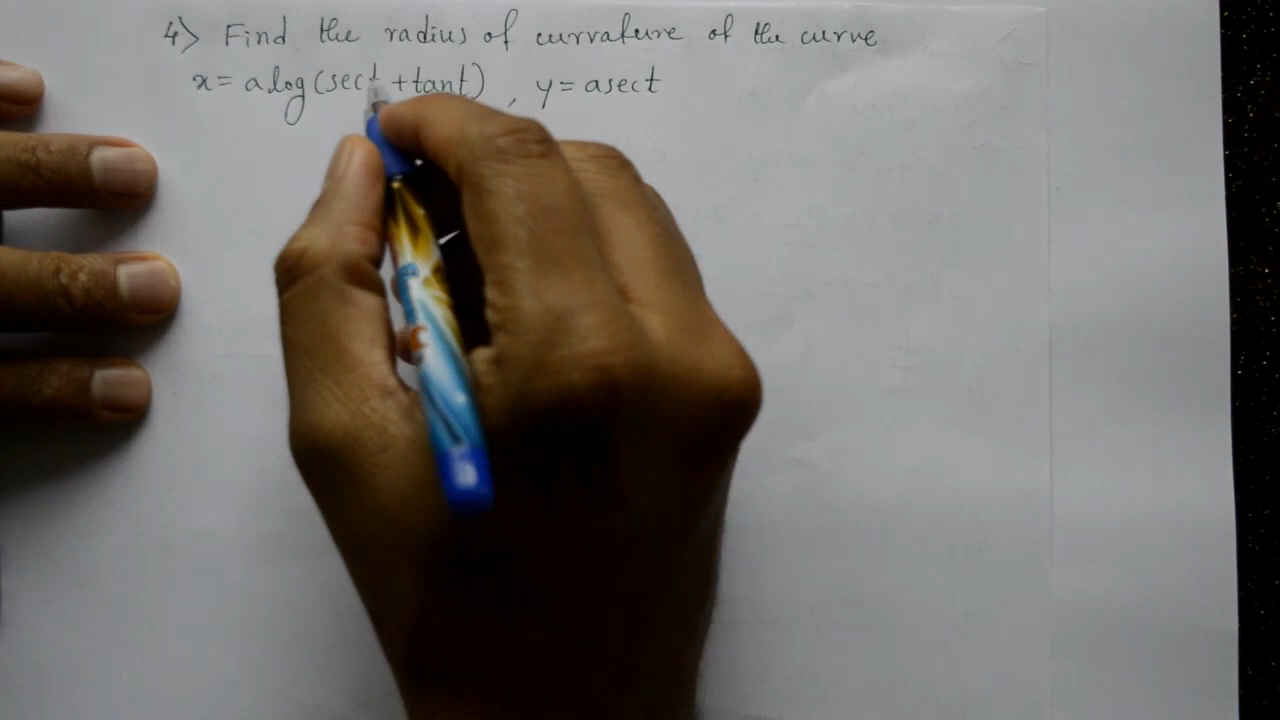 4) Find the radius of curvature of the curve
x = a log(sect + tant) , y = asect